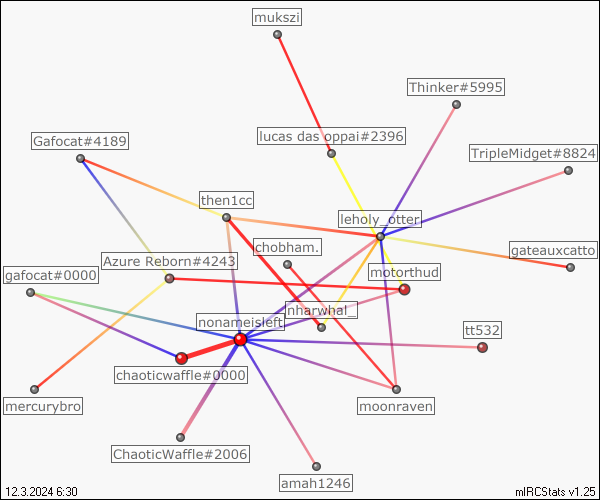 mukszi
Thinker#5995
lucas das oppai#2396
Gafocat#4189
TripleMidget#8824
then1cc
leholy_otter
chobham.
gateauxcatto
Azure Reborn#4243
motorthud
gafocat#0000
nharwhal_
nonameisleft
tt532
chaoticwaffle#0000
mercurybro
moonraven
ChaoticWaffle#2006
amah1246
12.3.2024 6:30
mIRCStats v1.25